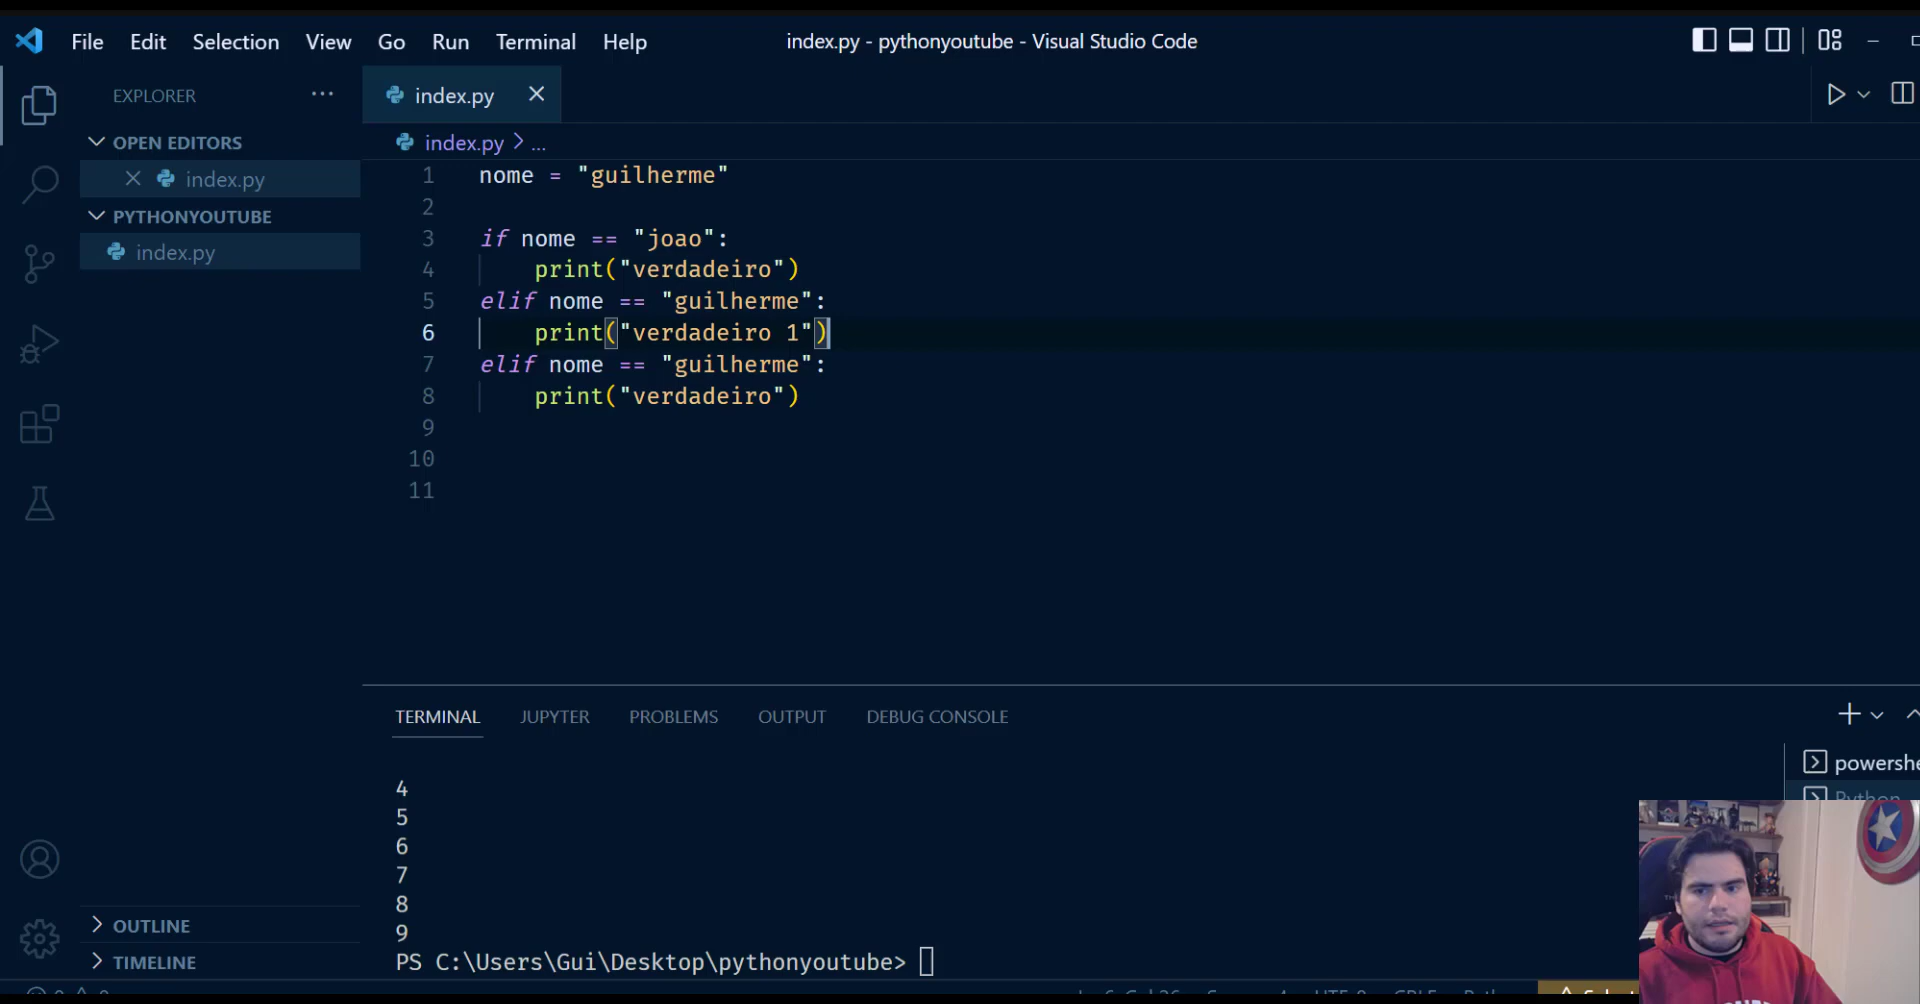 File Edit Selection View Go Run Terminal Help
index.py - pythonyoutube - Visual Studio Code
EXPLORER ...
index.py
OPEN EDITORS
index.py
PYTHONYOUTUBE
index.py
index.py > ...
1 nome = "guilherme"
2
3 if nome == "joao":
4 print("verdadeiro")
5 elif nome == "guilherme":
6 print("verdadeiro 1")
7 elif nome == "guilherme":
8 print("verdadeiro")
9
10
11
TERMINAL JUPYTER PROBLEMS OUTPUT DEBUG CONSOLE
4
5
6
7
8
9
PS C:\Users\Gui\Desktop\pythonyoutube>
powershe
Python
OUTLINE
TIMELINE